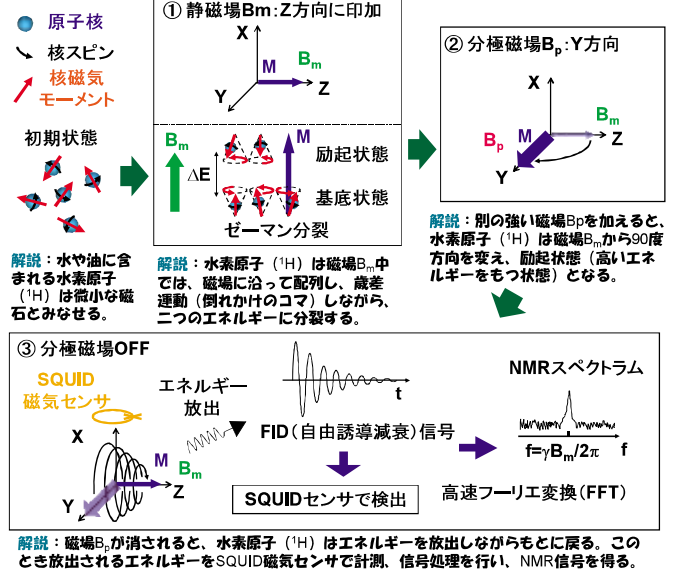 原子核
核スピン
核磁気
モーメント
初期状態
解説：水や油に含
まれる水素原子
（¹H）は微小な磁
石とみなせる。
① 静磁場Bm：Z方向に印加
X
M
Bm
Z
Y
Bm
ΔE
M
励起状態
基底状態
ゼーマン分裂
解説：水素原子（¹H）は磁場Bm中
では、磁場に沿って配列し、歳差
運動（倒れかけのコマ）しながら、
二つのエネルギーに分裂する。
② 分極磁場Bp：Y方向
X
Bm
Bp
M
Z
Y
解説：別の強い磁場Bpを加えると、
水素原子（¹H）は磁場Bmから90度
方向を変え、励起状態（高いエネ
ルギーをもつ状態）となる。
③ 分極磁場OFF
SQUID
磁気センサ
X
M
Bm
Z
Y
エネルギー
放出
t
FID（自由誘導減衰）信号
SQUIDセンサで検出
NMRスペクトラム
f=γBm/2π
f
高速フーリエ変換（FFT）
解説：磁場Bpが消されると、水素原子（¹H）はエネルギーを放出しながらもとに戻る。この
とき放出されるエネルギーをSQUID磁気センサで計測、信号処理を行い、NMR信号を得る。